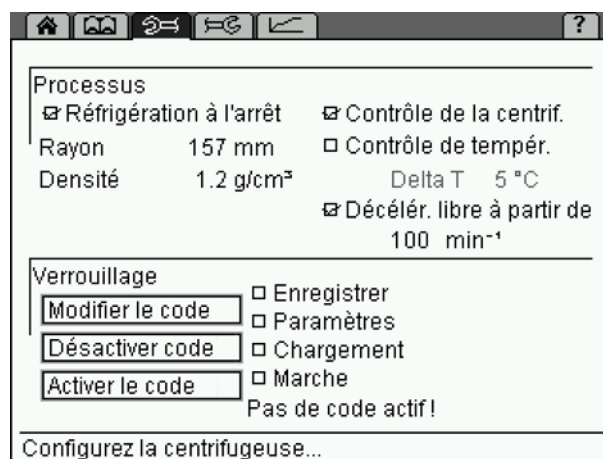 ?
Processus
Réfrigération à l'arrêt
Rayon 157 mm
Densité 1.2 g/cm³
Contrôle de la centrif.
Contrôle de tempér.
Delta T 5 °C
Décélér. libre à partir de
100 min⁻¹
Verrouillage
Modifier le code
Désactiver code
Activer le code
Enregistrer
Paramètres
Chargement
Marche
Pas de code actif !
Configurez la centrifugeuse...